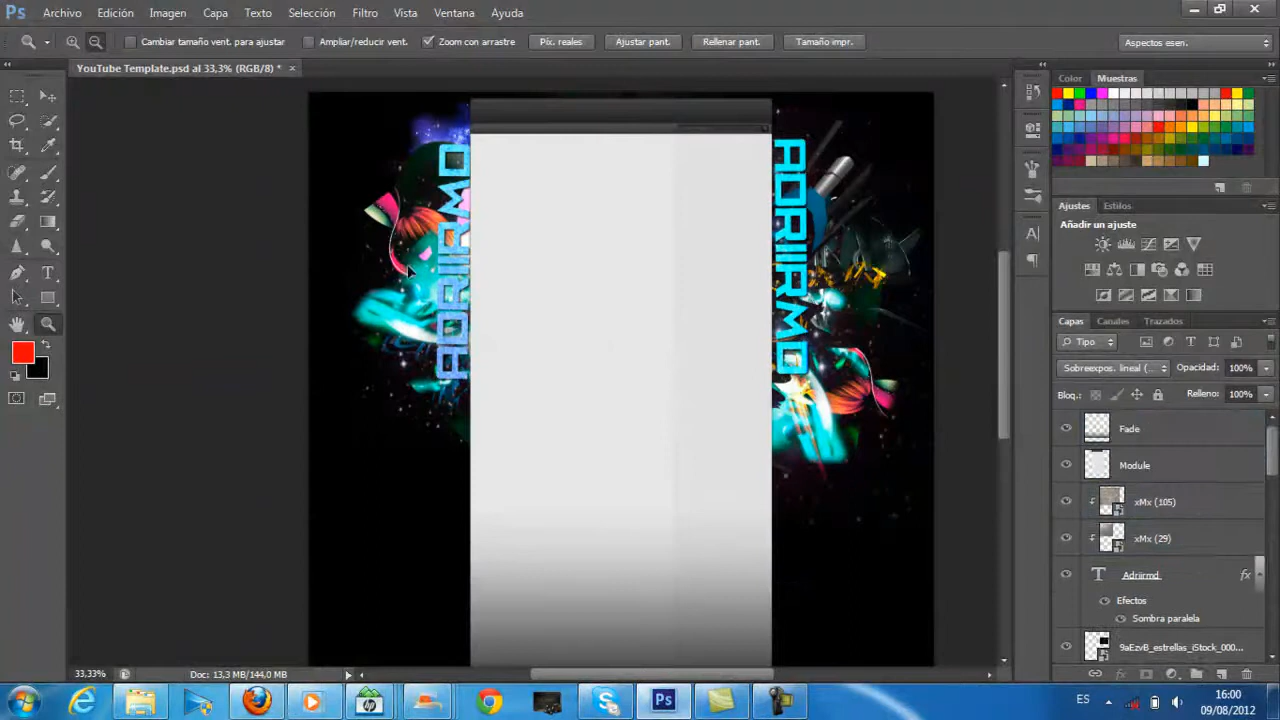 Ps Archivo Edición Imagen Capa Texto Selección Filtro Vista Ventana Ayuda
Cambiar tamaño vent. para ajustar Ampliar/reducir vent. Zoom con arrastre Píx. reales Ajustar pant. Rellenar pant. Tamaño impr. Aspectos esen.
YouTube Template.psd al 33,3% (RGB/8) *
Color Muestras
ADRIIRMD
ADRIIRMD
Ajustes Estilos
Añadir un ajuste
Capas Canales Trazados
Tipo
Sobreexpos. lineal ( Opacidad: 100%
Bloq.: Relleno: 100%
Fade
Module
xMx (105)
xMx (29)
Adriirmd
Efectos
Sombra paralela
9aEzvB_estrellas_iStock_000...
33,33% Doc: 13,3 MB/144,0 MB
ES
16:00
09/08/2012